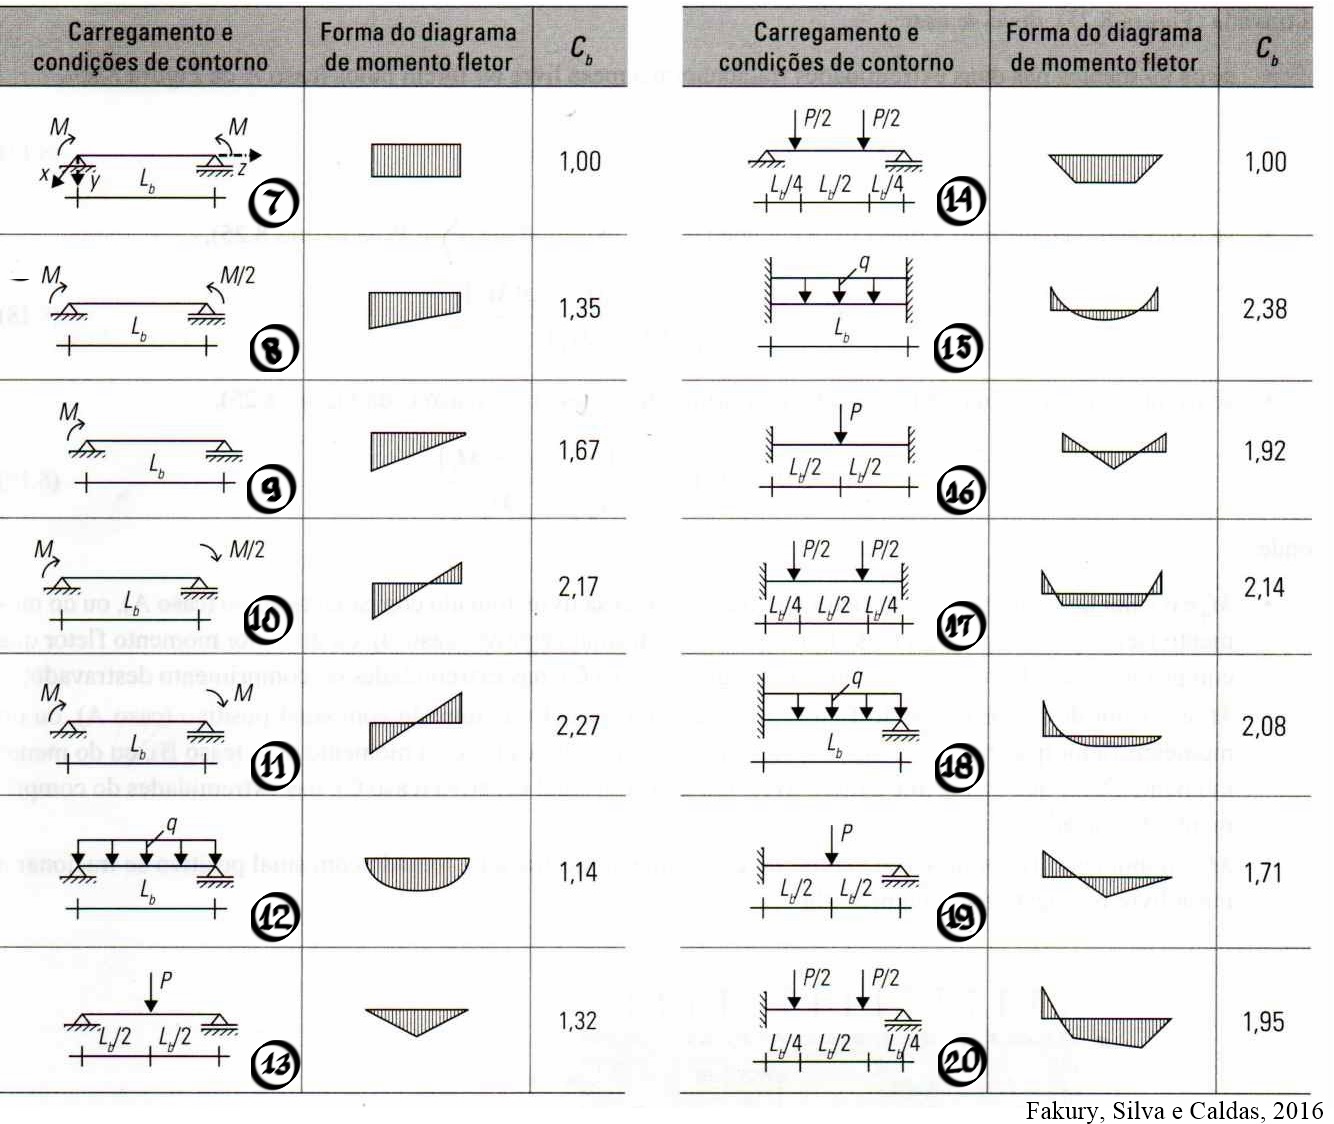 Carregamento e
condições de contorno
Forma do diagrama
de momento fletor
C_b
M
M
x
y
z
L_b
7
1,00
M
M/2
L_b
8
1,35
M
L_b
9
1,67
M
M/2
L_b
10
2,17
M
M
L_b
11
2,27
q
L_b
12
1,14
P
L_b/2
L_b/2
13
1,32
Carregamento e
condições de contorno
Forma do diagrama
de momento fletor
C_b
P/2
P/2
L_b/4
L_b/2
L_b/4
14
1,00
q
L_b
15
2,38
P
L_b/2
L_b/2
16
1,92
P/2
P/2
L_b/4
L_b/2
L_b/4
17
2,14
q
L_b
18
2,08
P
L_b/2
L_b/2
19
1,71
P/2
P/2
L_b/4
L_b/2
L_b/4
20
1,95
Fakury, Silva e Caldas, 2016